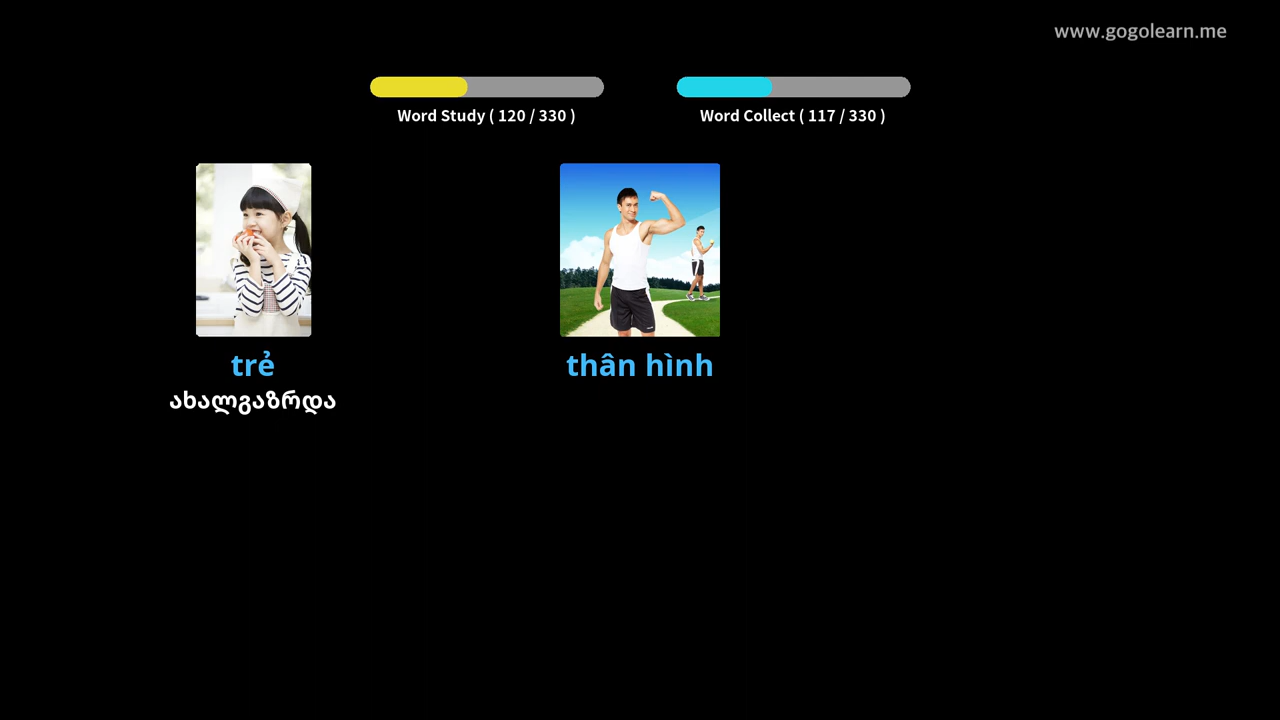 www.gogolearn.me
Word Study ( 120 / 330 )
Word Collect ( 117 / 330 )
trẻ
ახალგაზრდა
thân hình